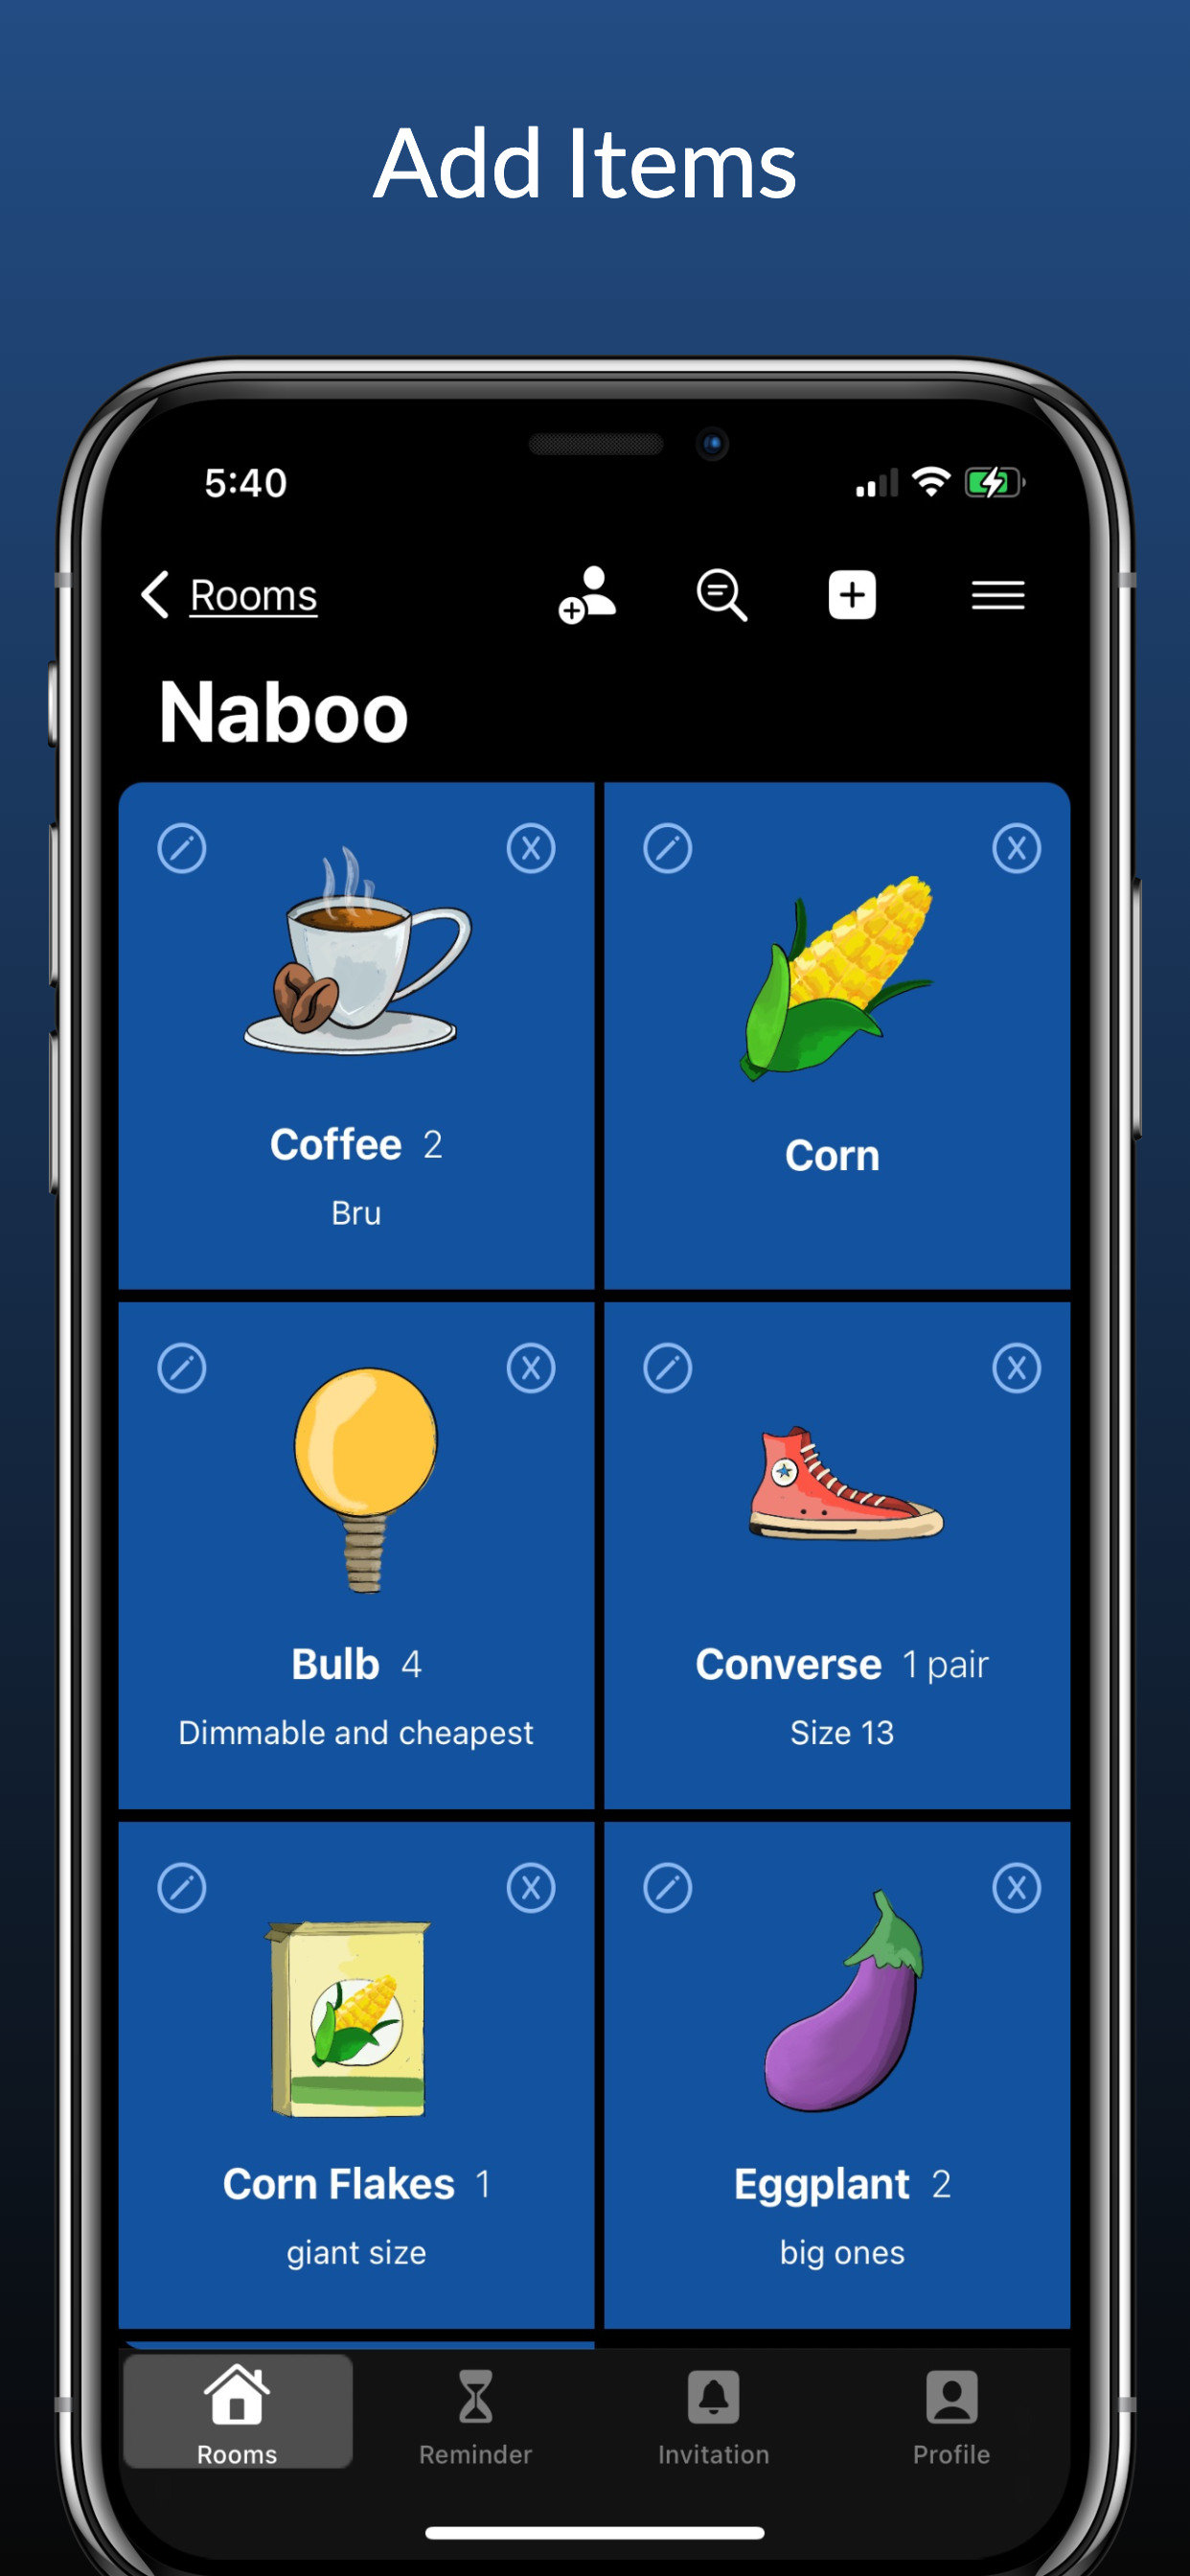 Add Items
5:40
Rooms
Naboo
Coffee 2
Bru
Corn
Bulb 4
Dimmable and cheapest
Converse 1 pair
Size 13
Corn Flakes 1
giant size
Eggplant 2
big ones
Rooms
Reminder
Invitation
Profile